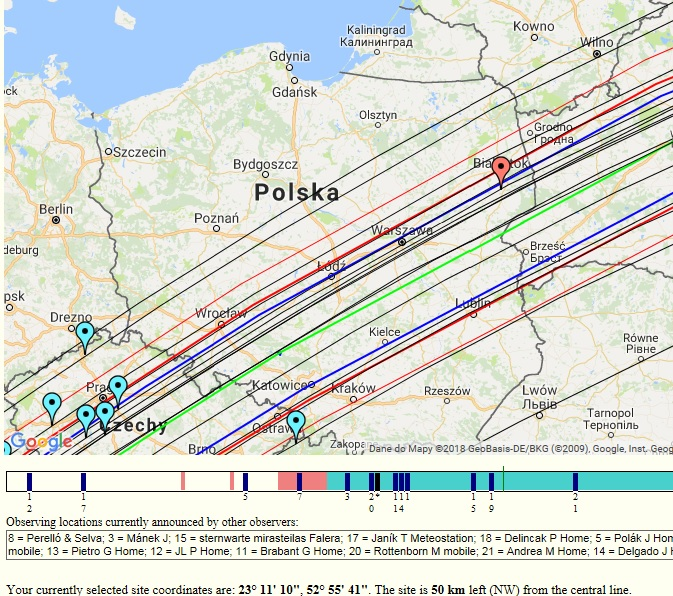 Kaliningrad
Калининград
Kowno
Wilno
Gdynia
Gdańsk
ock
Olsztyn
Grodno
Гродна
Szczecin
Białystok
Bydgoszcz
Polska
Berlin
Poznań
Warszawa
deburg
Brześć
Брэст
Łódź
psk
Drezno
Wrocław
Lublin
Równe
Рівне
Kielce
Praga
Katowice
Kraków
Rzeszów
Lwów
Львів
Tarnopol
Тернопіль
Czechy
Ostrawa
Google
Brno
Zakopa
Dane do Mapy ©2018 GeoBasis-DE/BKG (©2009), Google, Inst. Geog
1 1 5 7 3 2 * 1 1 1 1 1 2
2 7 0 3 1 4 5 9 1
Observing locations currently announced by other observers:
8 = Perelló & Selva; 3 = Mánek J; 15 = sternwarte mirasteilas Falera; 17 = Janík T Meteostation; 18 = Delincak P Home; 5 = Polák J Hom
mobile; 13 = Pietro G Home; 12 = JL P Home; 11 = Brabant G Home; 20 = Rottenborn M mobile; 21 = Andrea M Home; 14 = Delgado J H
Your currently selected site coordinates are: 23° 11' 10", 52° 55' 41". The site is 50 km left (NW) from the central line.